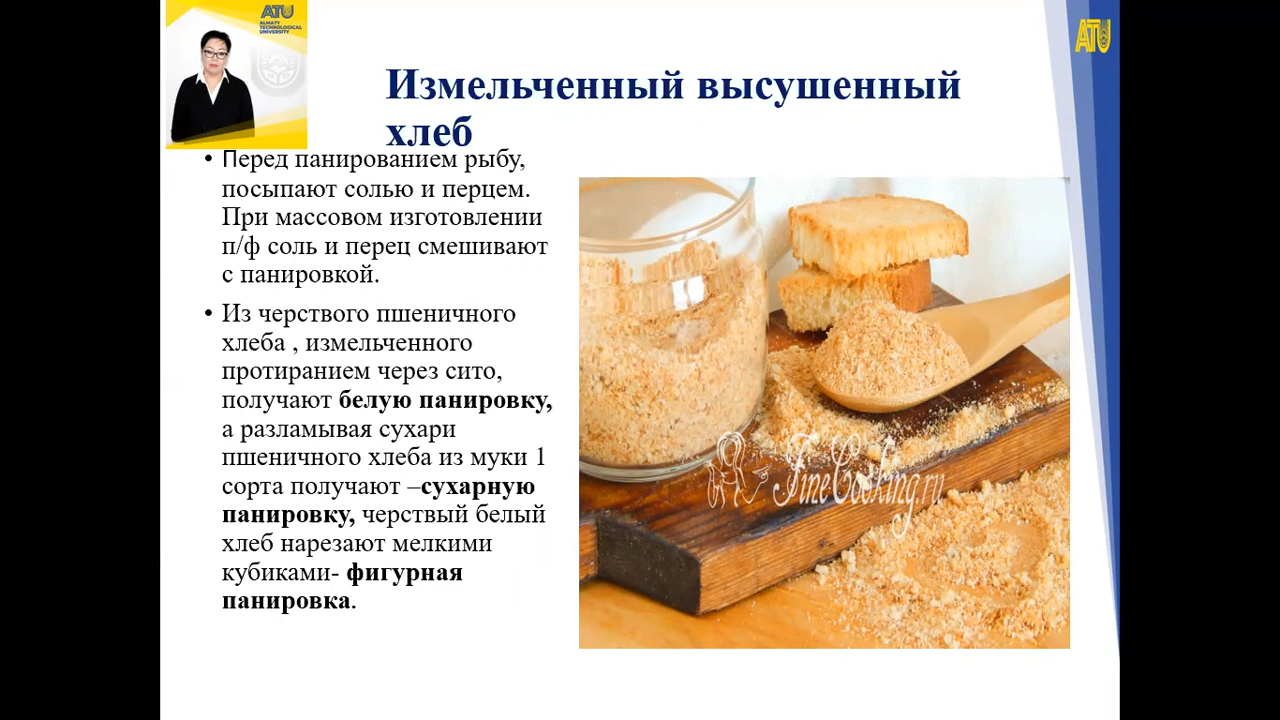 ATU
ALMATY
TECHNOLOGICAL
UNIVERSITY
ATU
Измельченный высушенный
хлеб
• Перед панированием рыбу,
посыпают солью и перцем.
При массовом изготовлении
п/ф соль и перец смешивают
с панировкой.
• Из черствого пшеничного
хлеба , измельченного
протиранием через сито,
получают белую панировку,
а разламывая сухари
пшеничного хлеба из муки 1
сорта получают –сухарную
панировку, черствый белый
хлеб нарезают мелкими
кубиками- фигурная
панировка.
FineCooking.ru